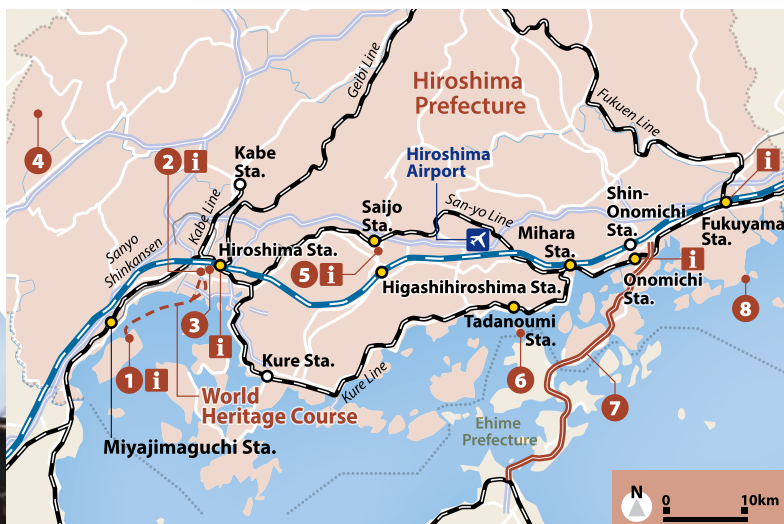 Hiroshima
Prefecture
Geibi Line
Fukuen Line
4
2 i
Kabe
Sta.
Hiroshima
Airport
i
Kabe Line
Saijo
Sta.
San-yo Line
Shin-
Onomichi
Sta.
Mihara
Sta.
Fukuyama
Sta.
Sanyo
Shinkansen
Hiroshima Sta.
5 i
Higashihiroshima Sta.
i
Onomichi
Sta.
8
3
i
Tadanoumi
Sta.
Kure Sta.
Kure Line
6
1 i
World
Heritage Course
7
Ehime
Prefecture
Miyajimaguchi Sta.
N
0 10km